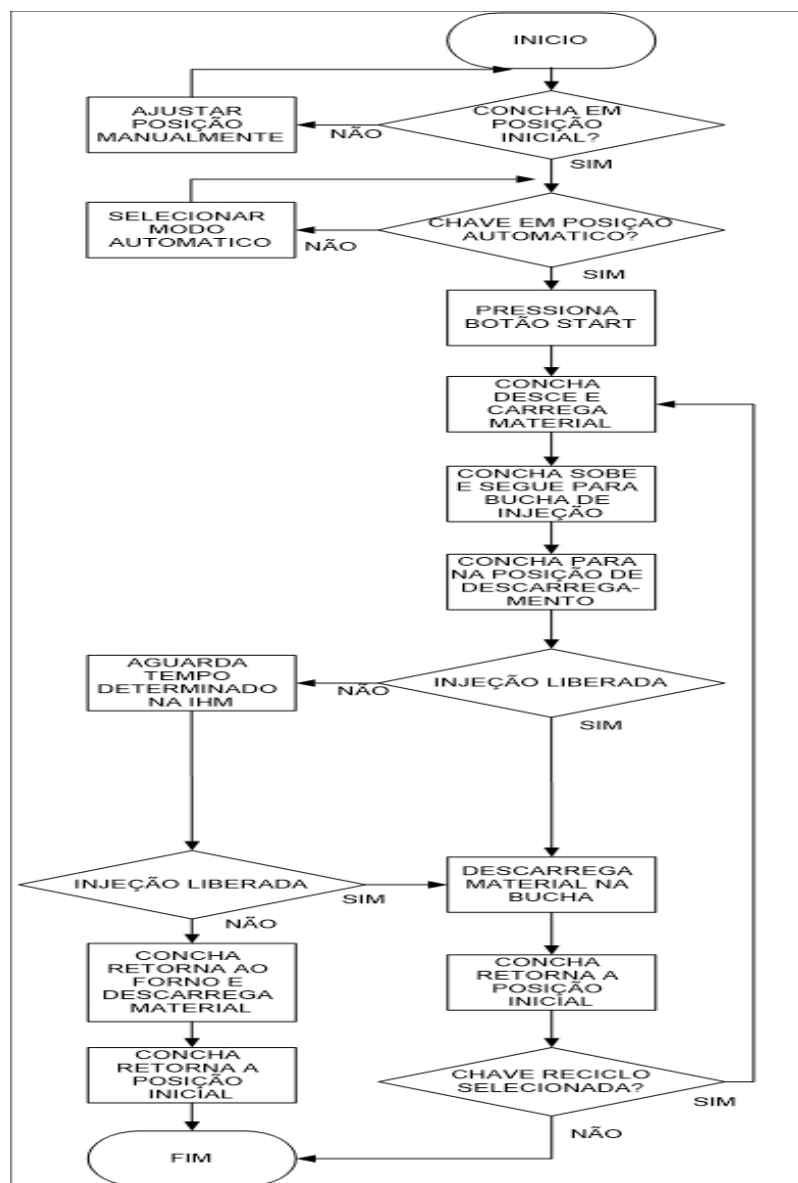 INICIO
CONCHA EM
POSIÇÃO
INICIAL?
NÃO
AJUSTAR
POSIÇÃO
MANUALMENTE
SIM
CHAVE EM POSIÇAO
AUTOMATICO?
NÃO
SELECIONAR
MODO
AUTOMATICO
SIM
PRESSIONA
BOTÃO START
CONCHA
DESCE E
CARREGA
MATERIAL
CONCHA SOBE
E SEGUE PARA
BUCHA DE
INJEÇÃO
CONCHA PARA
NA POSIÇÃO DE
DESCARREGA-
MENTO
INJEÇÃO LIBERADA
NÃO
SIM
AGUARDA
TEMPO
DETERMINADO
NA IHM
INJEÇÃO LIBERADA
SIM
NÃO
DESCARREGA
MATERIAL NA
BUCHA
CONCHA
RETORNA AO
FORNO E
DESCARREGA
MATERIAL
CONCHA
RETORNA A
POSIÇÃO
INICIAL
CONCHA
RETORNA A
POSIÇÃO
INICIAL
CHAVE RECICLO
SELECIONADA?
SIM
NÃO
FIM